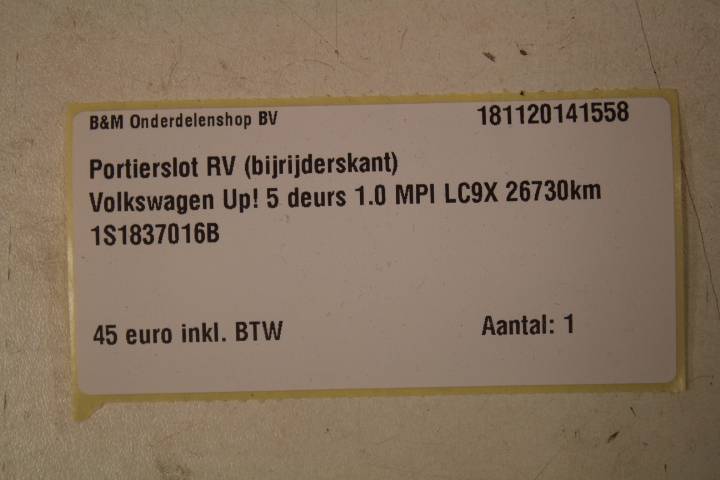 B&M Onderdelenshop BV 181120141558
Portierslot RV (bijrijderskant)
Volkswagen Up! 5 deurs 1.0 MPI LC9X 26730km
1S1837016B
45 euro inkl. BTW Aantal: 1